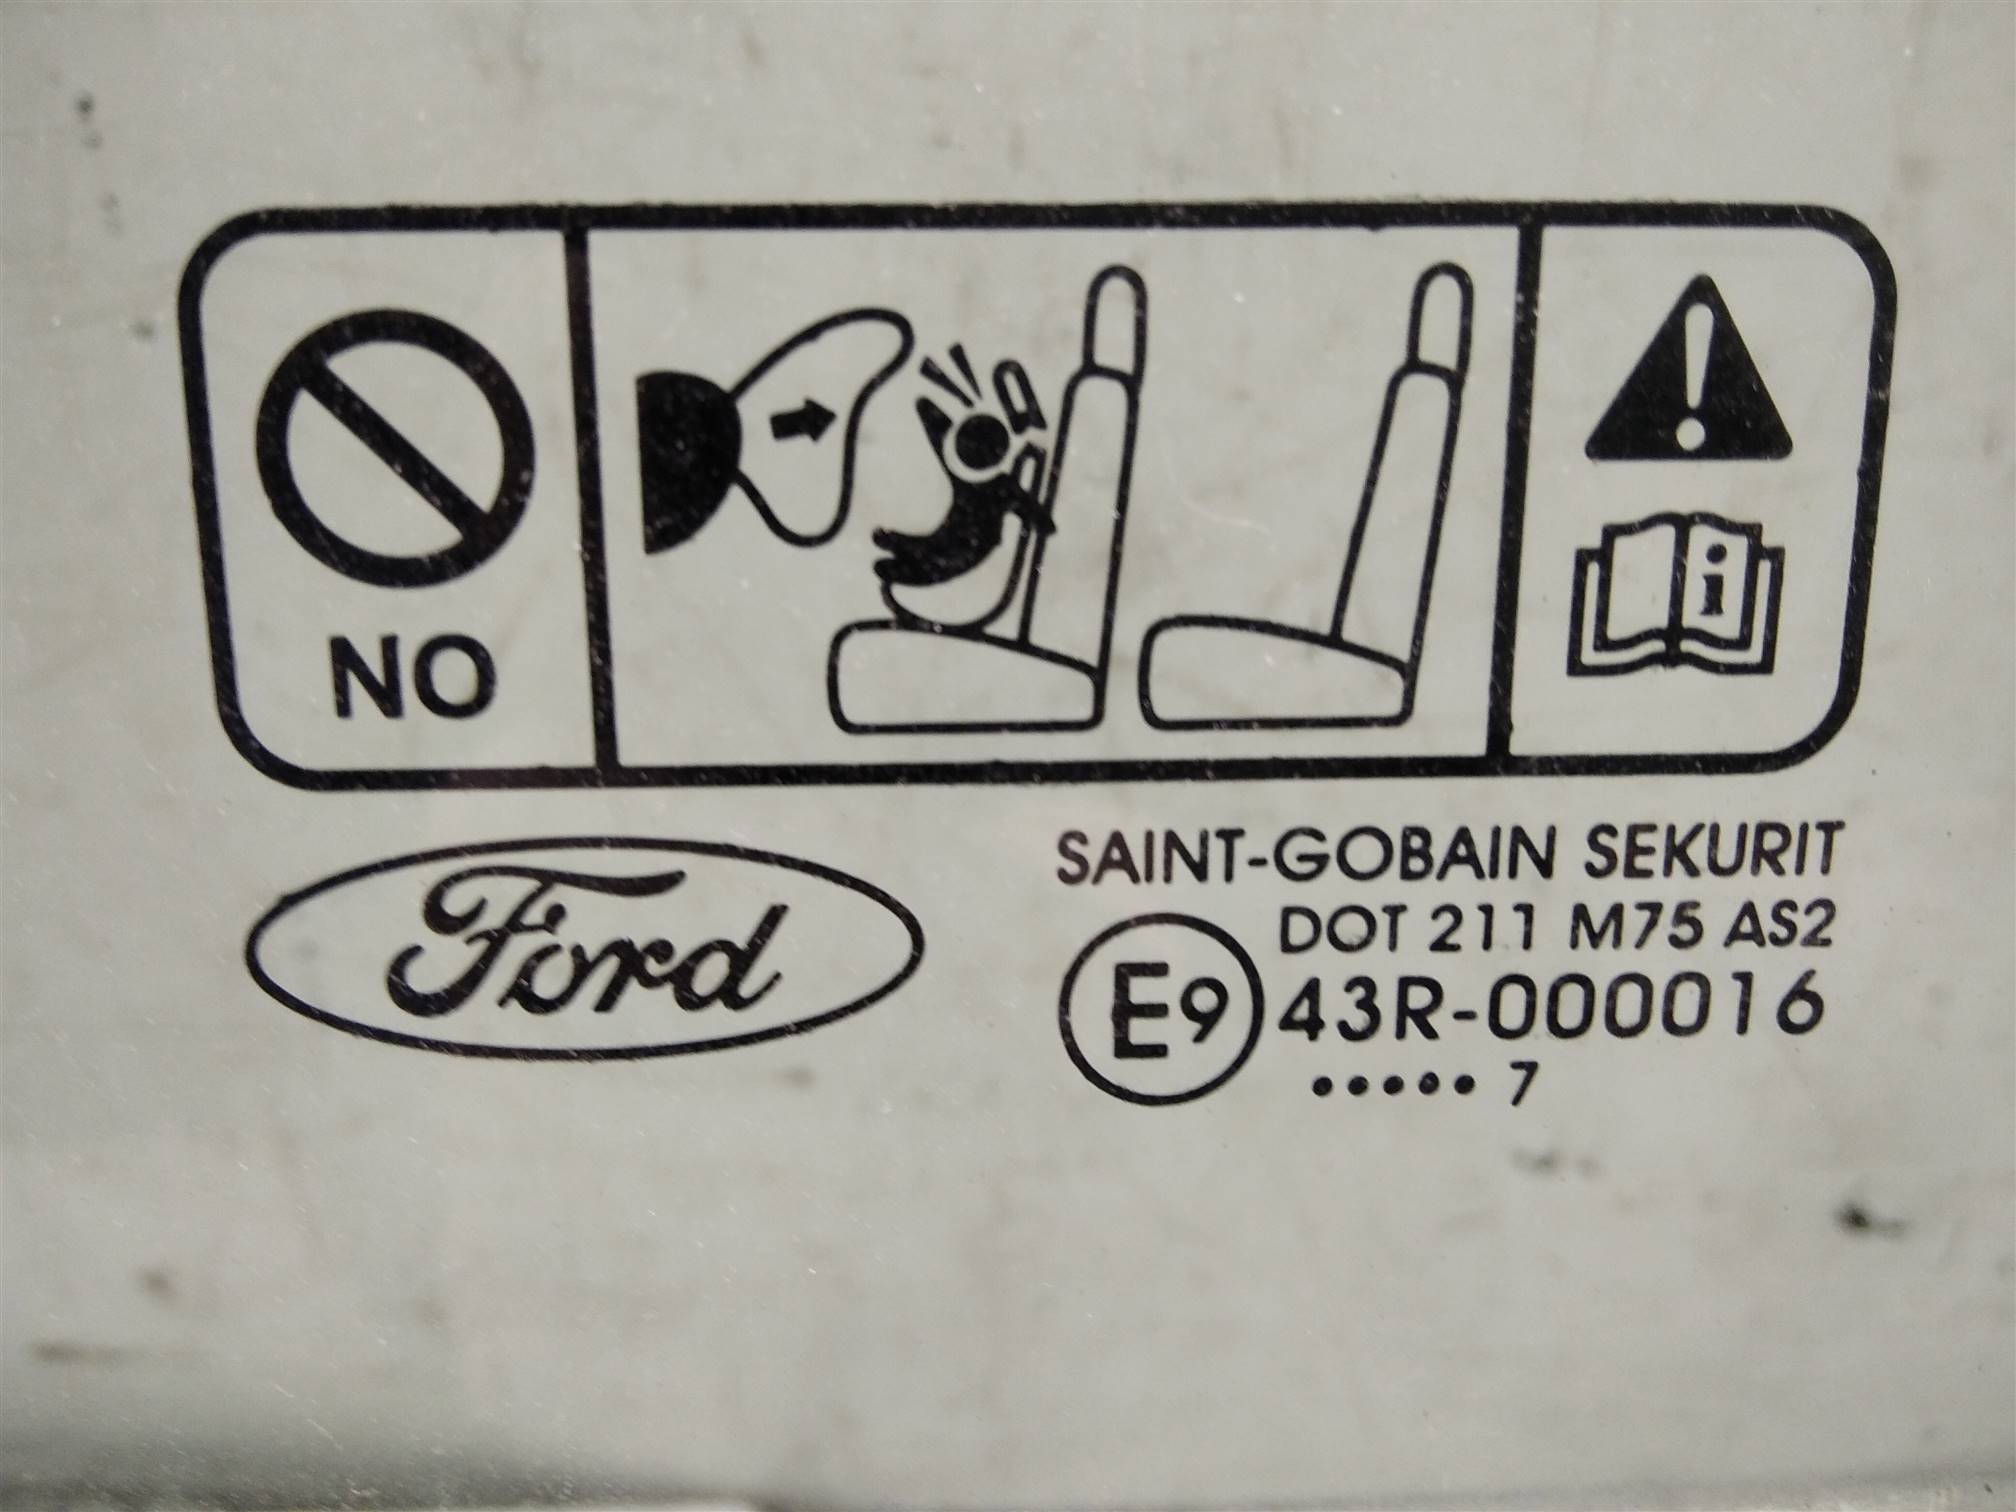 NO
i
Ford
SAINT-GOBAIN SEKURIT
DOT 211 M75 AS2
E9 43R-000016
••••• 7